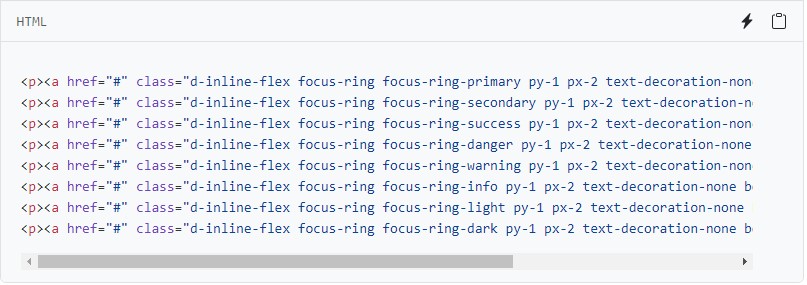 HTML
<p><a href="#" class="d-inline-flex focus-ring focus-ring-primary py-1 px-2 text-decoration-none
<p><a href="#" class="d-inline-flex focus-ring focus-ring-secondary py-1 px-2 text-decoration-n
<p><a href="#" class="d-inline-flex focus-ring focus-ring-success py-1 px-2 text-decoration-non
<p><a href="#" class="d-inline-flex focus-ring focus-ring-danger py-1 px-2 text-decoration-none
<p><a href="#" class="d-inline-flex focus-ring focus-ring-warning py-1 px-2 text-decoration-non
<p><a href="#" class="d-inline-flex focus-ring focus-ring-info py-1 px-2 text-decoration-none b
<p><a href="#" class="d-inline-flex focus-ring focus-ring-light py-1 px-2 text-decoration-none
<p><a href="#" class="d-inline-flex focus-ring focus-ring-dark py-1 px-2 text-decoration-none b